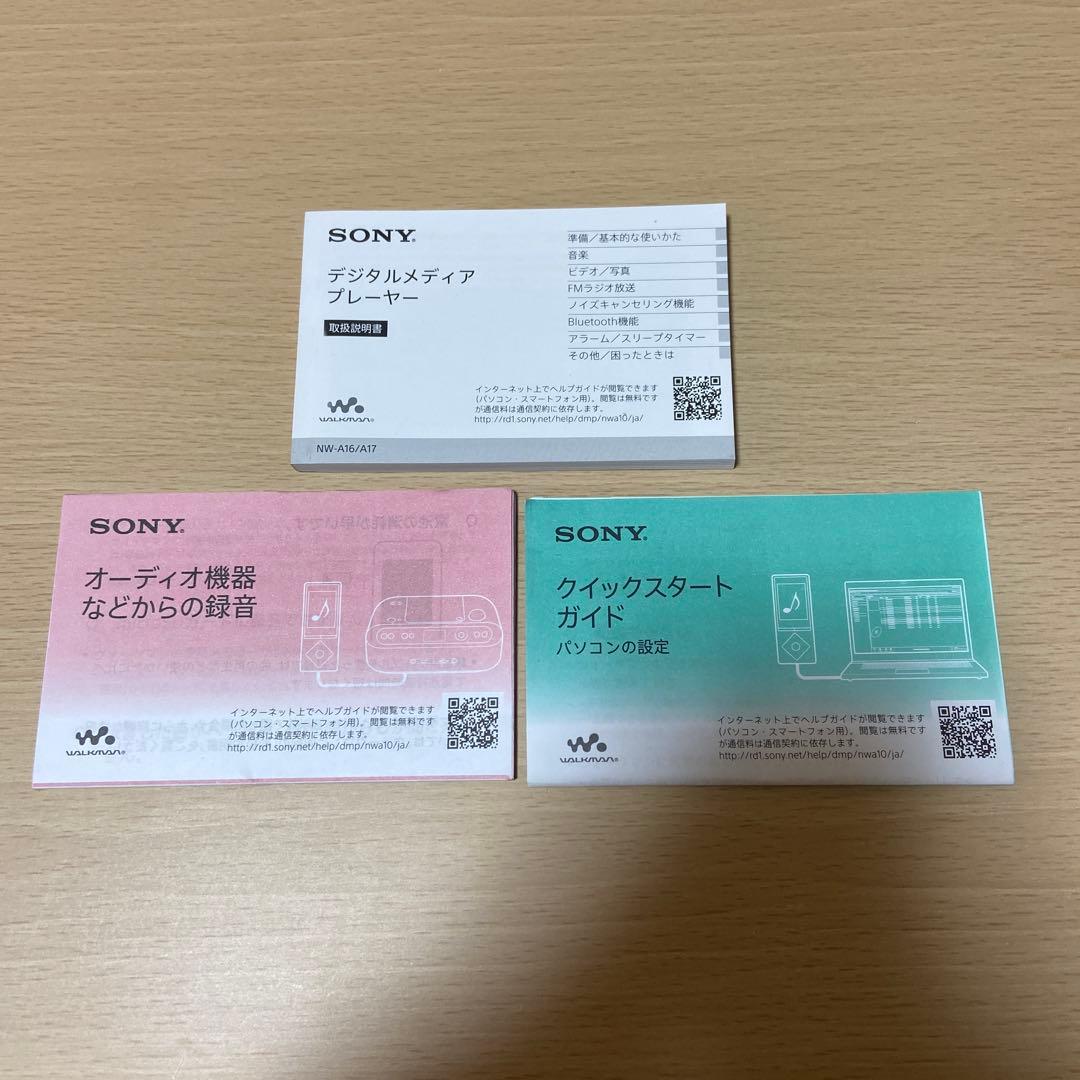 SONY®
デジタルメディア
プレーヤー
取扱説明書
準備／基本的な使いかた
音楽
ビデオ／写真
FMラジオ放送
ノイズキャンセリング機能
Bluetooth機能
アラーム／スリープタイマー
その他／困ったときは
インターネット上でヘルプガイドが閲覧できます
(パソコン・スマートフォン用)。閲覧は無料です
が通信料は通信契約に依存します。
http://rd1.sony.net/help/dmp/nwa10/ja/
WALKMAN®
NW-A16/A17
SONY®
オーディオ機器
などからの録音
インターネット上でヘルプガイドが閲覧できます
(パソコン・スマートフォン用)。閲覧は無料です
が通信料は通信契約に依存します。
http://rd1.sony.net/help/dmp/nwa10/ja/
WALKMAN®
SONY®
クイックスタート
ガイド
パソコンの設定
インターネット上でヘルプガイドが閲覧できます
(パソコン・スマートフォン用)。閲覧は無料です
が通信料は通信契約に依存します。
http://rd1.sony.net/help/dmp/nwa10/ja/
WALKMAN®